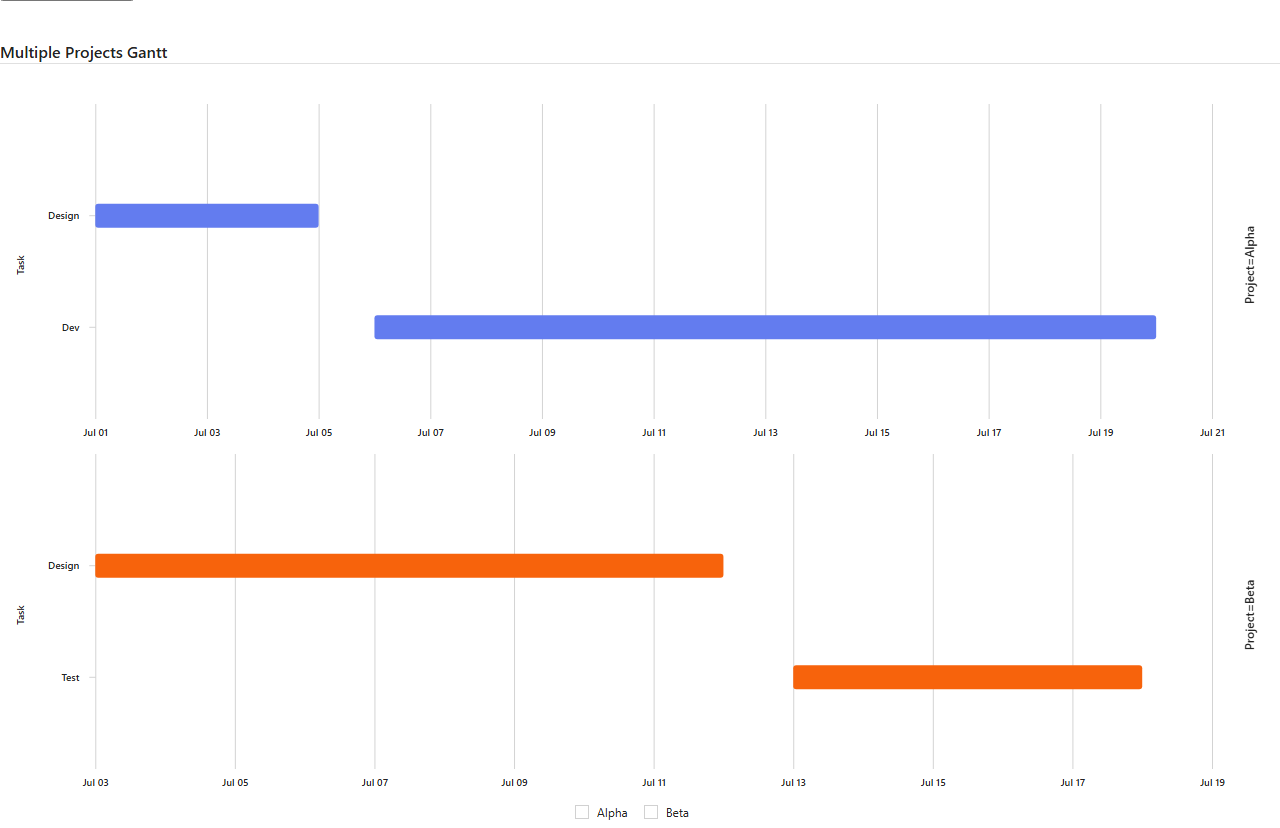 Multiple Projects Gantt
Design
Dev
Task
Project=Alpha
Jul 01 Jul 03 Jul 05 Jul 07 Jul 09 Jul 11 Jul 13 Jul 15 Jul 17 Jul 19 Jul 21
Design
Test
Task
Project=Beta
Jul 03 Jul 05 Jul 07 Jul 09 Jul 11 Jul 13 Jul 15 Jul 17 Jul 19
Alpha Beta